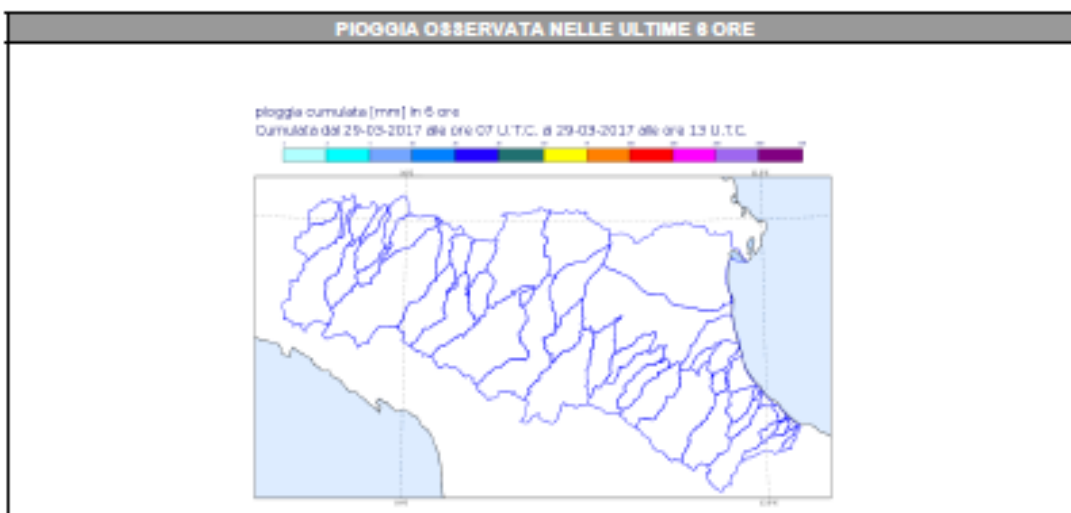 PIOGGIA OSSERVATA NELLE ULTIME 6 ORE
pioggia cumulata [mm] in 6 ore
Cumulata dal 29-03-2017 alle ore 07 U.T.C. al 29-03-2017 alle ore 13 U.T.C.